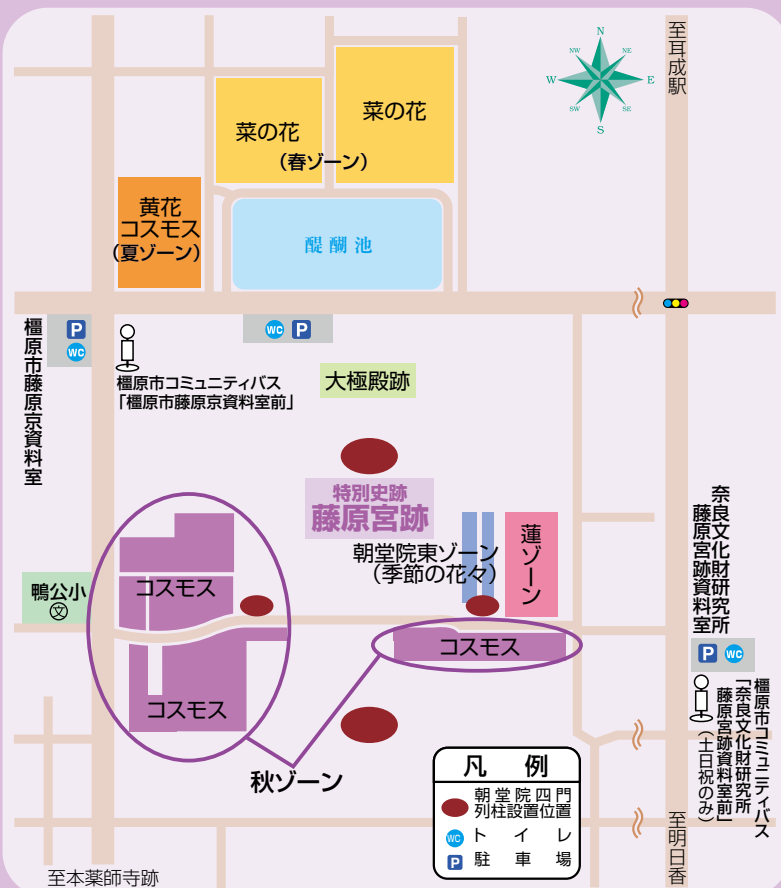 N
NW
NE
W
E
SW
SE
S
至耳成駅
菜の花
菜の花
(春ゾーン)
黄花
コスモス
(夏ゾーン)
醍醐池
P
WC
橿原市藤原京資料室
橿原市コミュニティバス
「橿原市藤原京資料室前」
WC P
大極殿跡
特別史跡
藤原宮跡
朝堂院東ゾーン
(季節の花々)
蓮ゾーン
奈良文化財研究所
藤原宮跡資料室
P WC
橿原市コミュニティバス
「奈良文化財研究所
藤原宮跡資料室前」
(土日祝のみ)
鴨公小
文
コスモス
コスモス
コスモス
秋ゾーン
凡例
朝堂院四門
列柱設置位置
WC トイレ
P 駐車場
至本薬師寺跡
至明日香